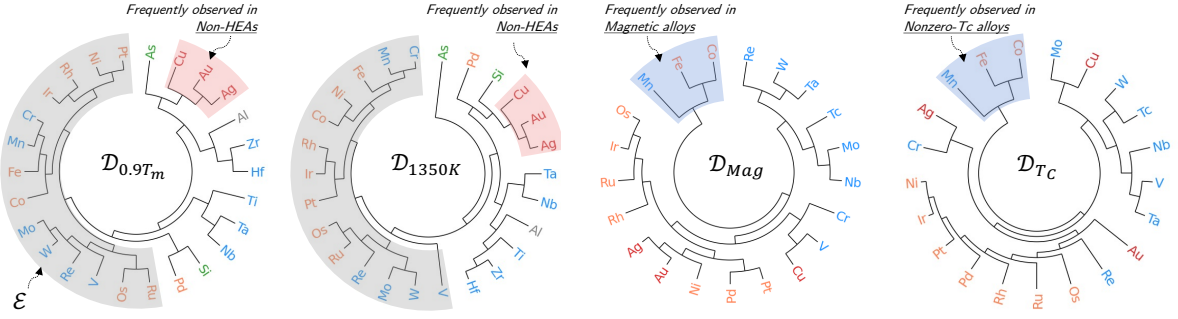 Frequently observed in
Non-HEAs
Pt
Ni
Rh
Ir
Cr
Mn
Fe
Co
Mo
W
Re
V
Os
Ru
Pd
Si
Nb
Ta
Ti
Hf
Zr
Al
Ag
Au
Cu
As
𝒟0.9Tm
ℰ
Frequently observed in
Non-HEAs
Cr
Mn
Fe
Ni
Co
Rh
Ir
Pt
Os
Ru
Re
Mo
W
V
Hf
Zr
Ti
Al
Nb
Ta
Ag
Au
Cu
Si
Pd
As
𝒟1350K
Frequently observed in
Magnetic alloys
Co
Fe
Mn
Os
Ir
Ru
Rh
Ag
Au
Ni
Pd
Pt
Cu
V
Cr
Nb
Mo
Tc
Ta
W
Re
𝒟Mag
Frequently observed in
Nonzero-Tc alloys
Co
Fe
Mn
Ag
Cr
Ni
Ir
Pt
Pd
Rh
Ru
Os
Re
Au
Ta
V
Nb
Tc
W
Cu
Mo
𝒟TC